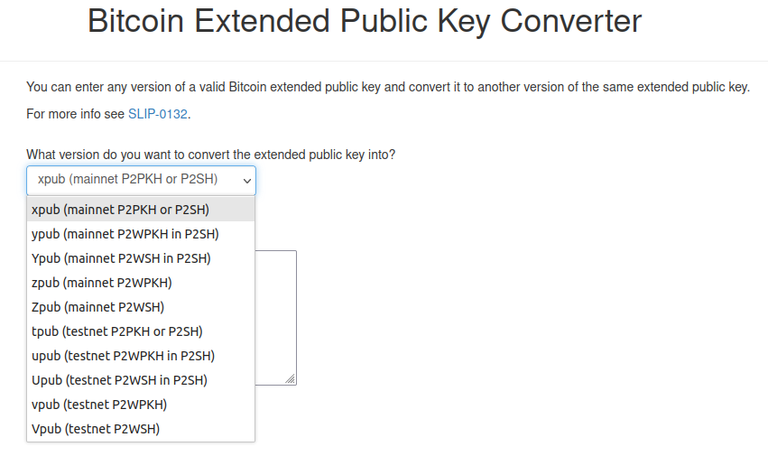 Bitcoin Extended Public Key Converter
You can enter any version of a valid Bitcoin extended public key and convert it to another version of the same extended public key.
For more info see SLIP-0132.
What version do you want to convert the extended public key into?
xpub (mainnet P2PKH or P2SH)
xpub (mainnet P2PKH or P2SH)
ypub (mainnet P2WPKH in P2SH)
Ypub (mainnet P2WSH in P2SH)
zpub (mainnet P2WPKH)
Zpub (mainnet P2WSH)
tpub (testnet P2PKH or P2SH)
upub (testnet P2WPKH in P2SH)
Upub (testnet P2WSH in P2SH)
vpub (testnet P2WPKH)
Vpub (testnet P2WSH)